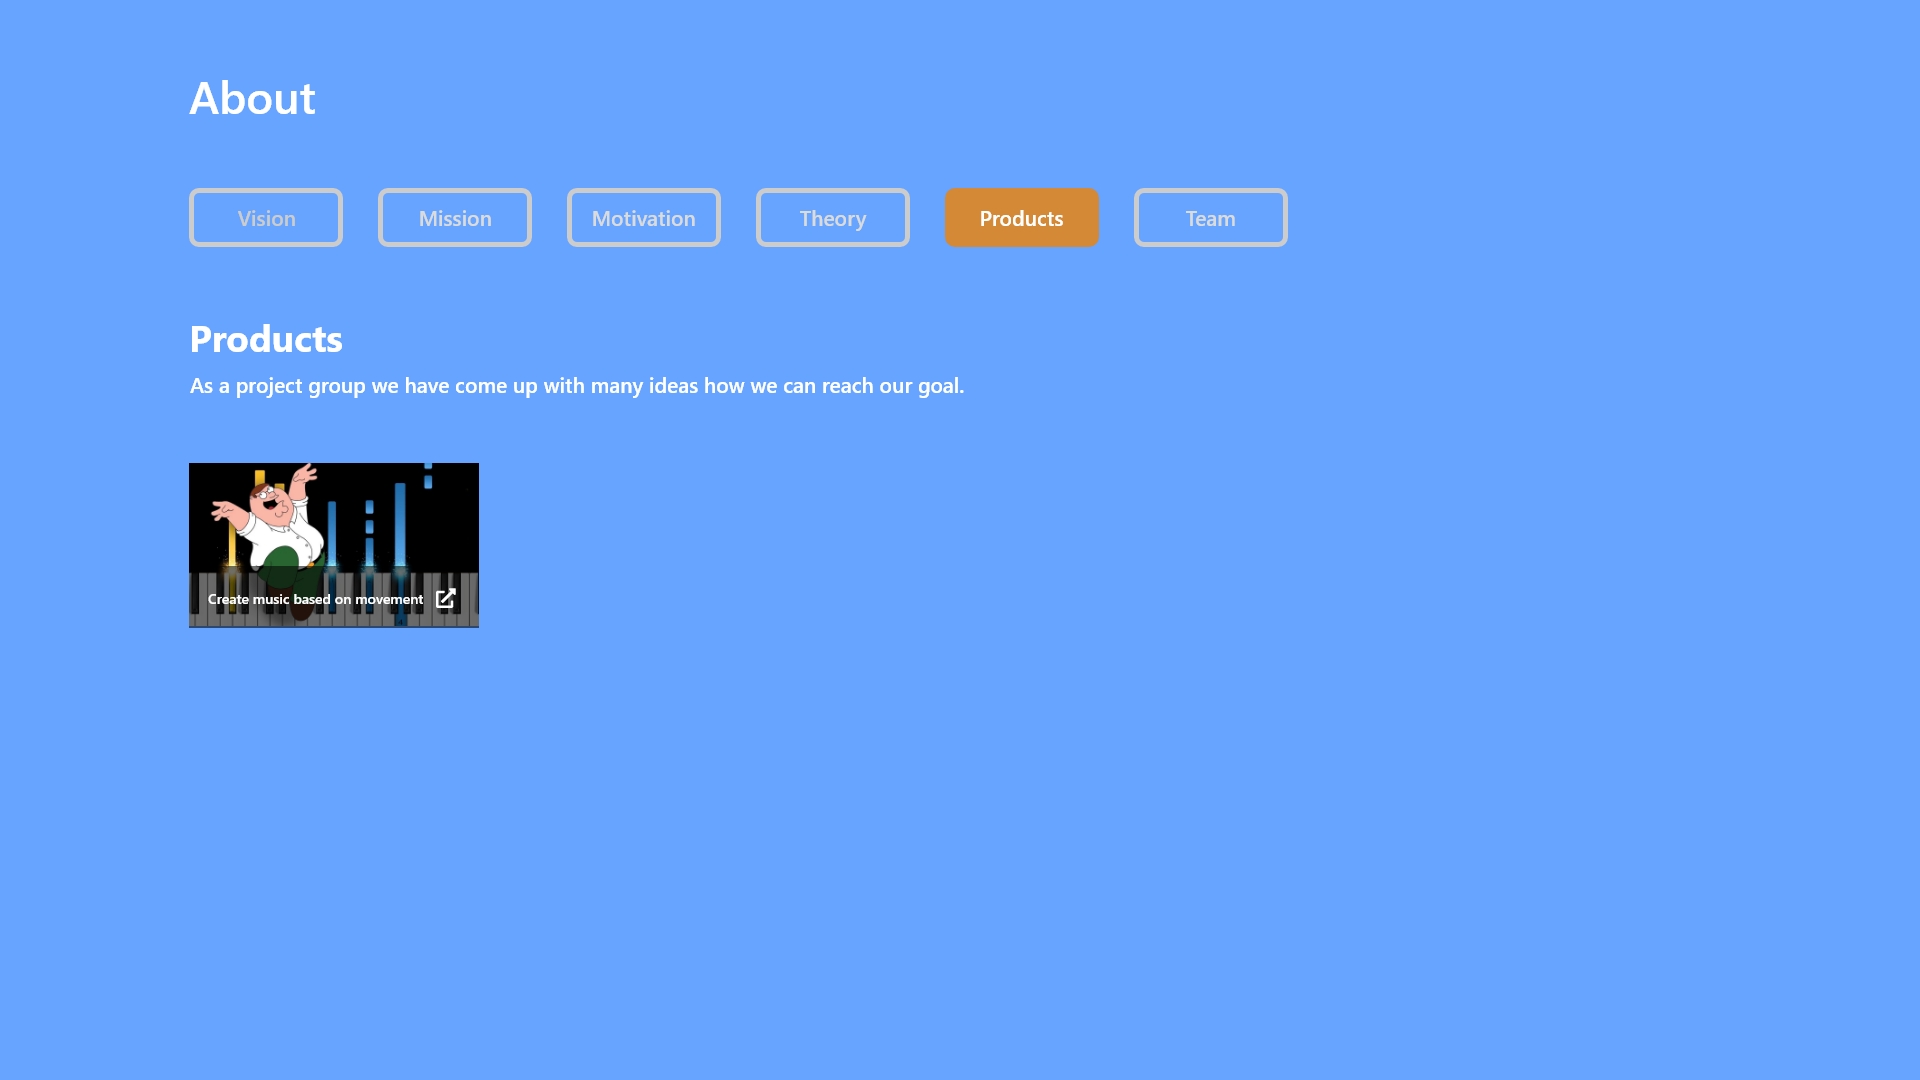 About
Vision
Mission
Motivation
Theory
Products
Team
Products
As a project group we have come up with many ideas how we can reach our goal.
Create music based on movement